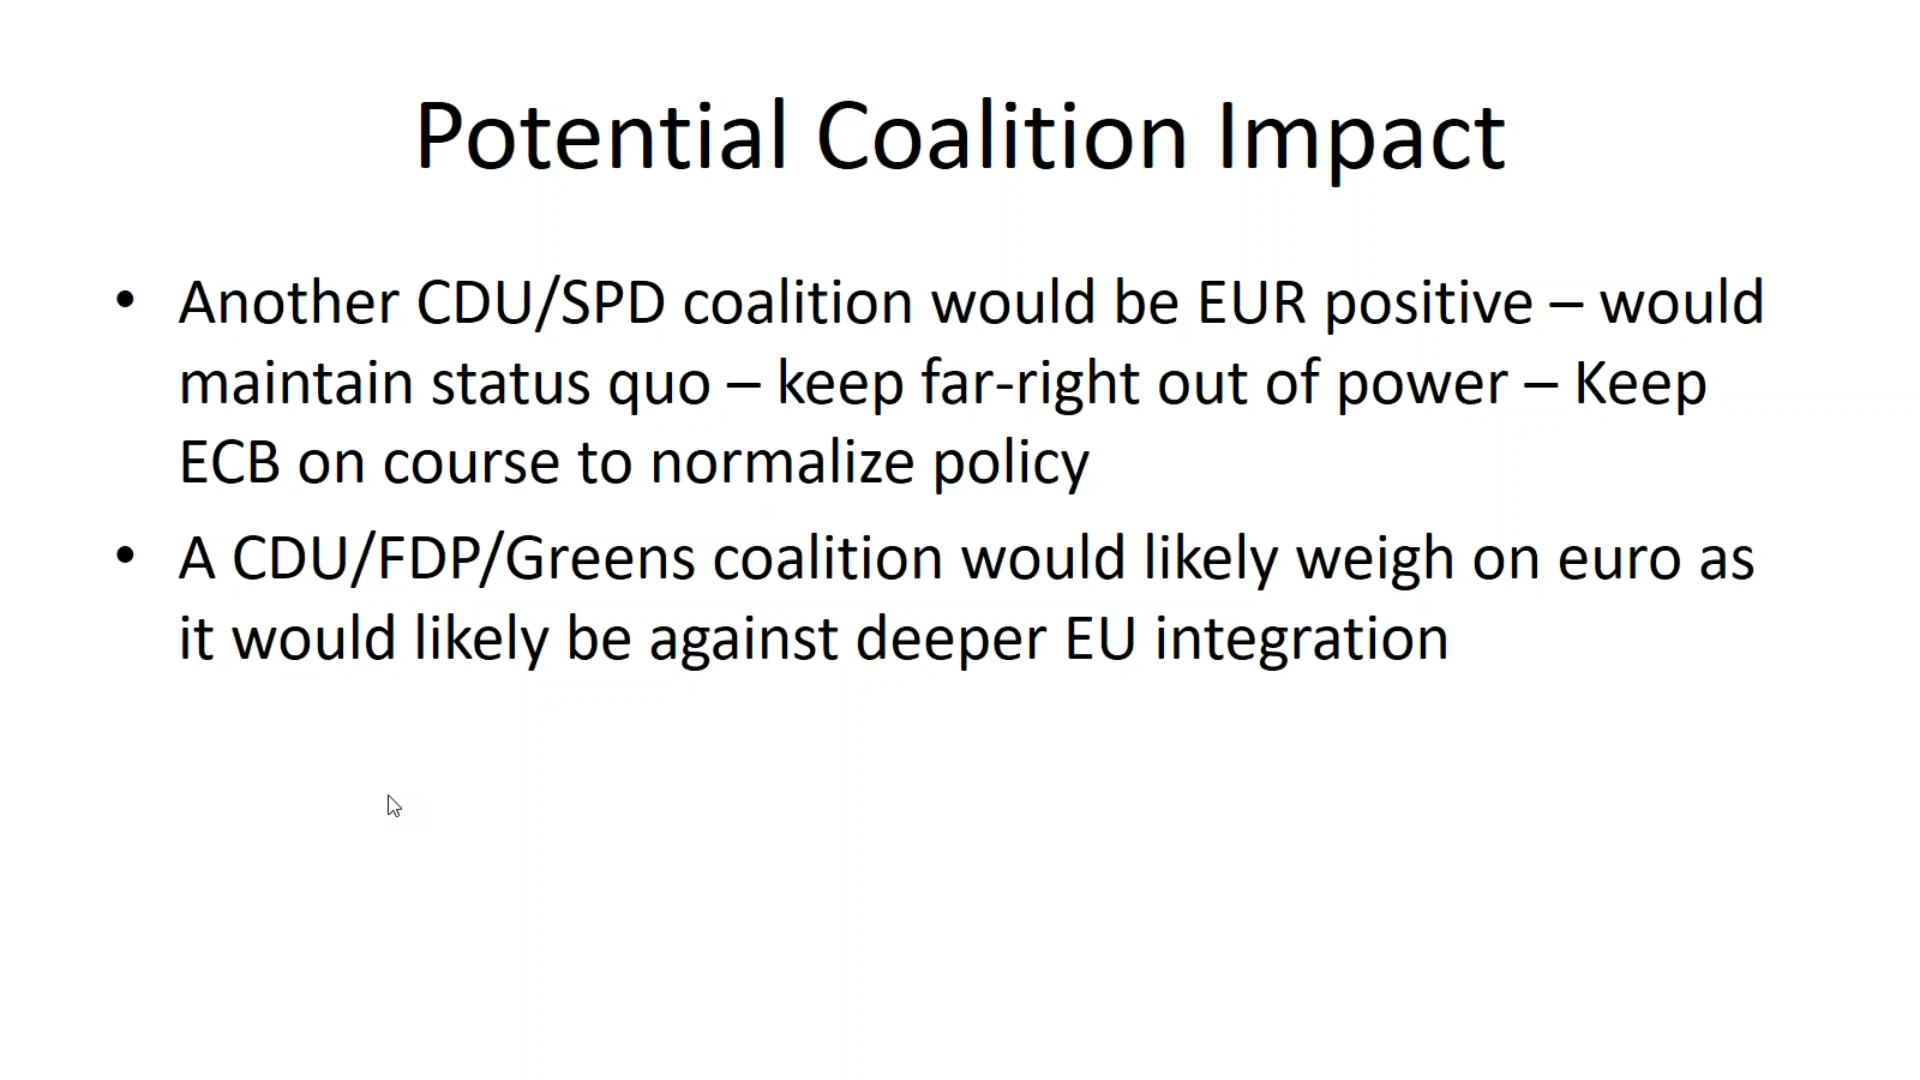 Potential Coalition Impact
• Another CDU/SPD coalition would be EUR positive – would
maintain status quo – keep far-right out of power – Keep
ECB on course to normalize policy
• A CDU/FDP/Greens coalition would likely weigh on euro as
it would likely be against deeper EU integration